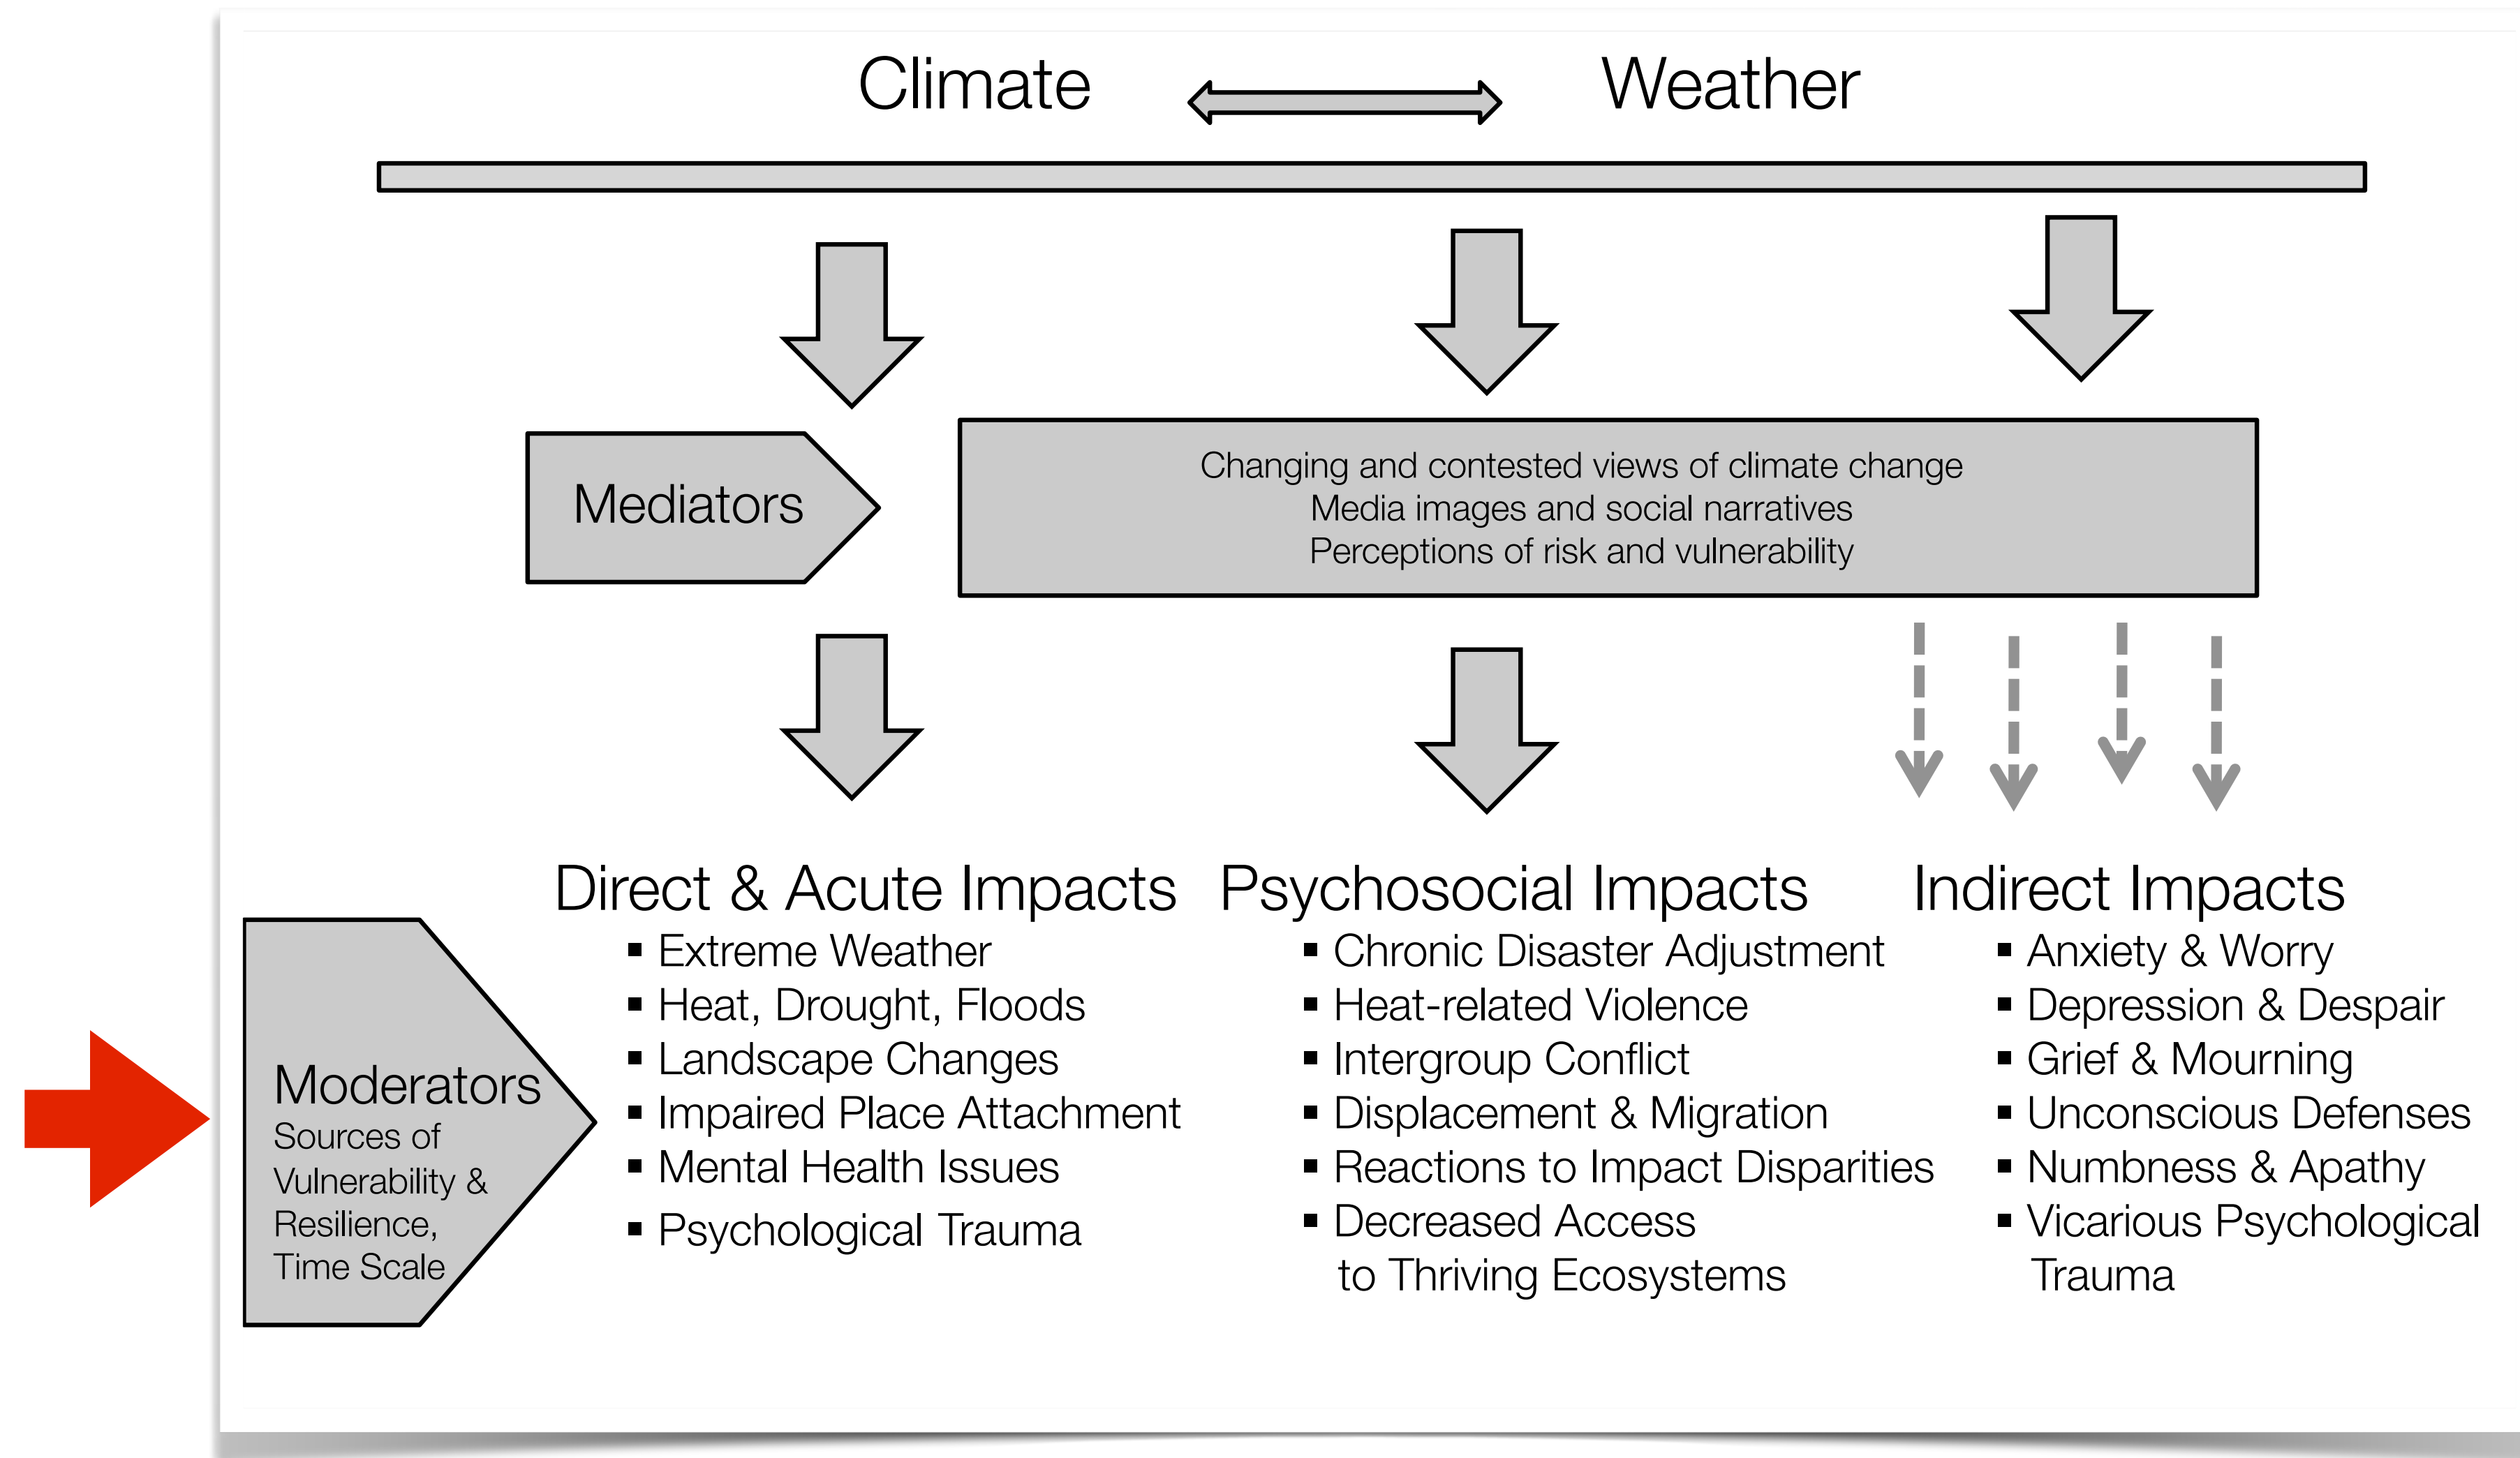 Climate
Weather
Mediators
Changing and contested views of climate change
Media images and social narratives
Perceptions of risk and vulnerability
Moderators
Sources of
Vulnerability &
Resilience,
Time Scale
Direct & Acute Impacts
▪ Extreme Weather
▪ Heat, Drought, Floods
▪ Landscape Changes
▪ Impaired Place Attachment
▪ Mental Health Issues
▪ Psychological Trauma
Psychosocial Impacts
▪ Chronic Disaster Adjustment
▪ Heat-related Violence
▪ Intergroup Conflict
▪ Displacement & Migration
▪ Reactions to Impact Disparities
▪ Decreased Access
to Thriving Ecosystems
Indirect Impacts
▪ Anxiety & Worry
▪ Depression & Despair
▪ Grief & Mourning
▪ Unconscious Defenses
▪ Numbness & Apathy
▪ Vicarious Psychological
Trauma